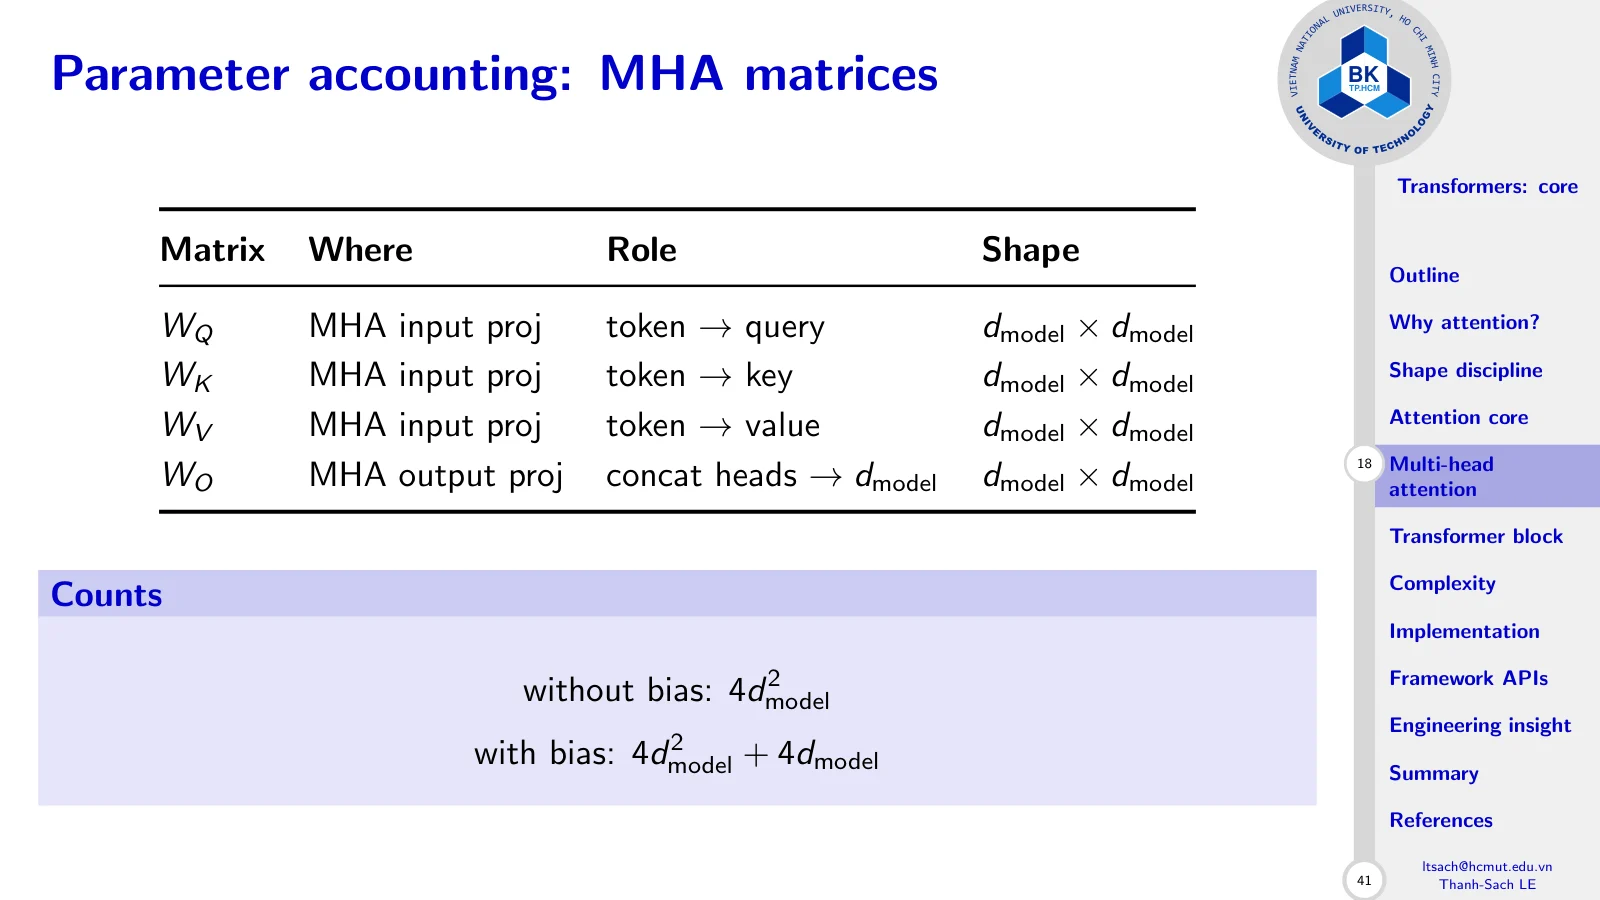 Parameter accounting: MHA matrices
Matrix Where Role Shape
W_Q MHA input proj token → query d_model × d_model
W_K MHA input proj token → key d_model × d_model
W_V MHA input proj token → value d_model × d_model
W_O MHA output proj concat heads → d_model d_model × d_model
Counts
without bias: 4d²_model
with bias: 4d²_model + 4d_model
VIETNAM NATIONAL UNIVERSITY, HO CHI MINH CITY
BK
TP.HCM
UNIVERSITY OF TECHNOLOGY
Transformers: core
Outline
Why attention?
Shape discipline
Attention core
18
Multi-head
attention
Transformer block
Complexity
Implementation
Framework APIs
Engineering insight
Summary
References
ltsach@hcmut.edu.vn
41
Thanh-Sach LE